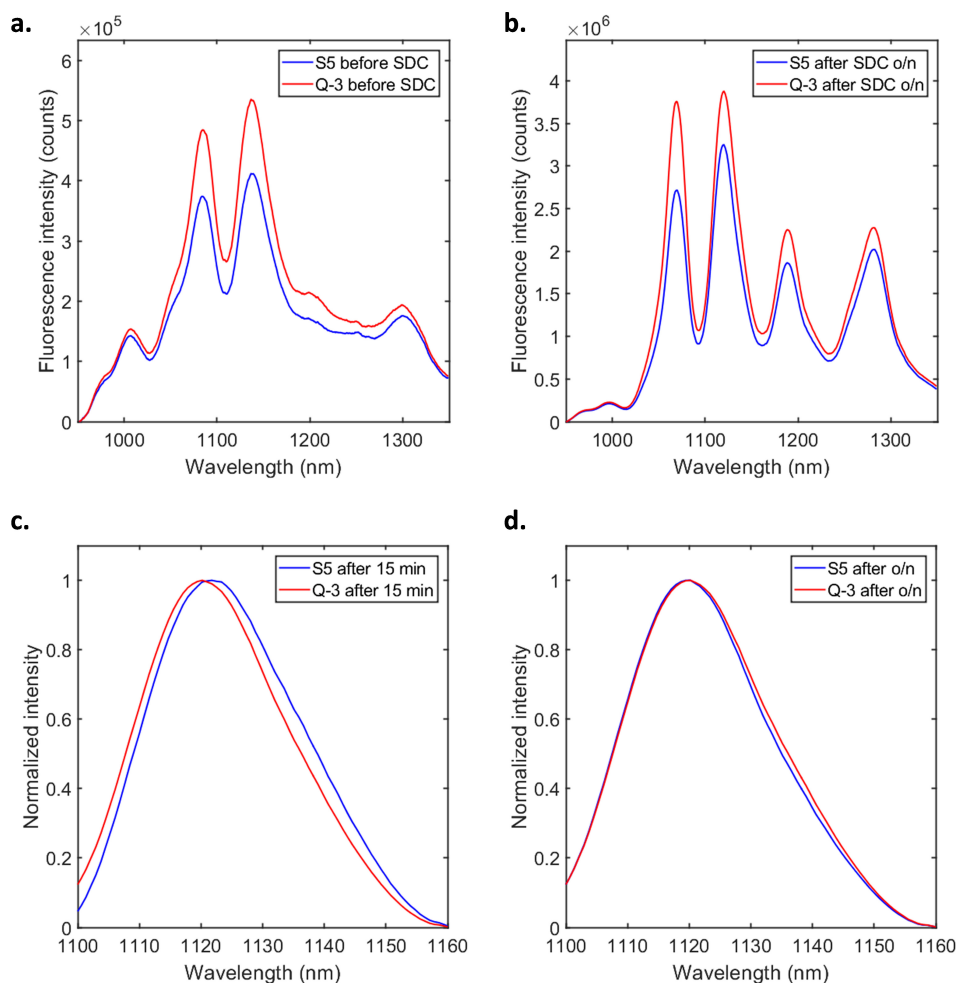 a.
×10⁵
S5 before SDC
Q-3 before SDC
Fluorescence intensity (counts)
6
5
4
3
2
1
0
1000 1100 1200 1300
Wavelength (nm)
b.
×10⁶
S5 after SDC o/n
Q-3 after SDC o/n
Fluorescence intensity (counts)
4
3.5
3
2.5
2
1.5
1
0.5
0
1000 1100 1200 1300
Wavelength (nm)
c.
S5 after 15 min
Q-3 after 15 min
Normalized intensity
1
0.8
0.6
0.4
0.2
0
1100 1110 1120 1130 1140 1150 1160
Wavelength (nm)
d.
S5 after o/n
Q-3 after o/n
Normalized intensity
1
0.8
0.6
0.4
0.2
0
1100 1110 1120 1130 1140 1150 1160
Wavelength (nm)